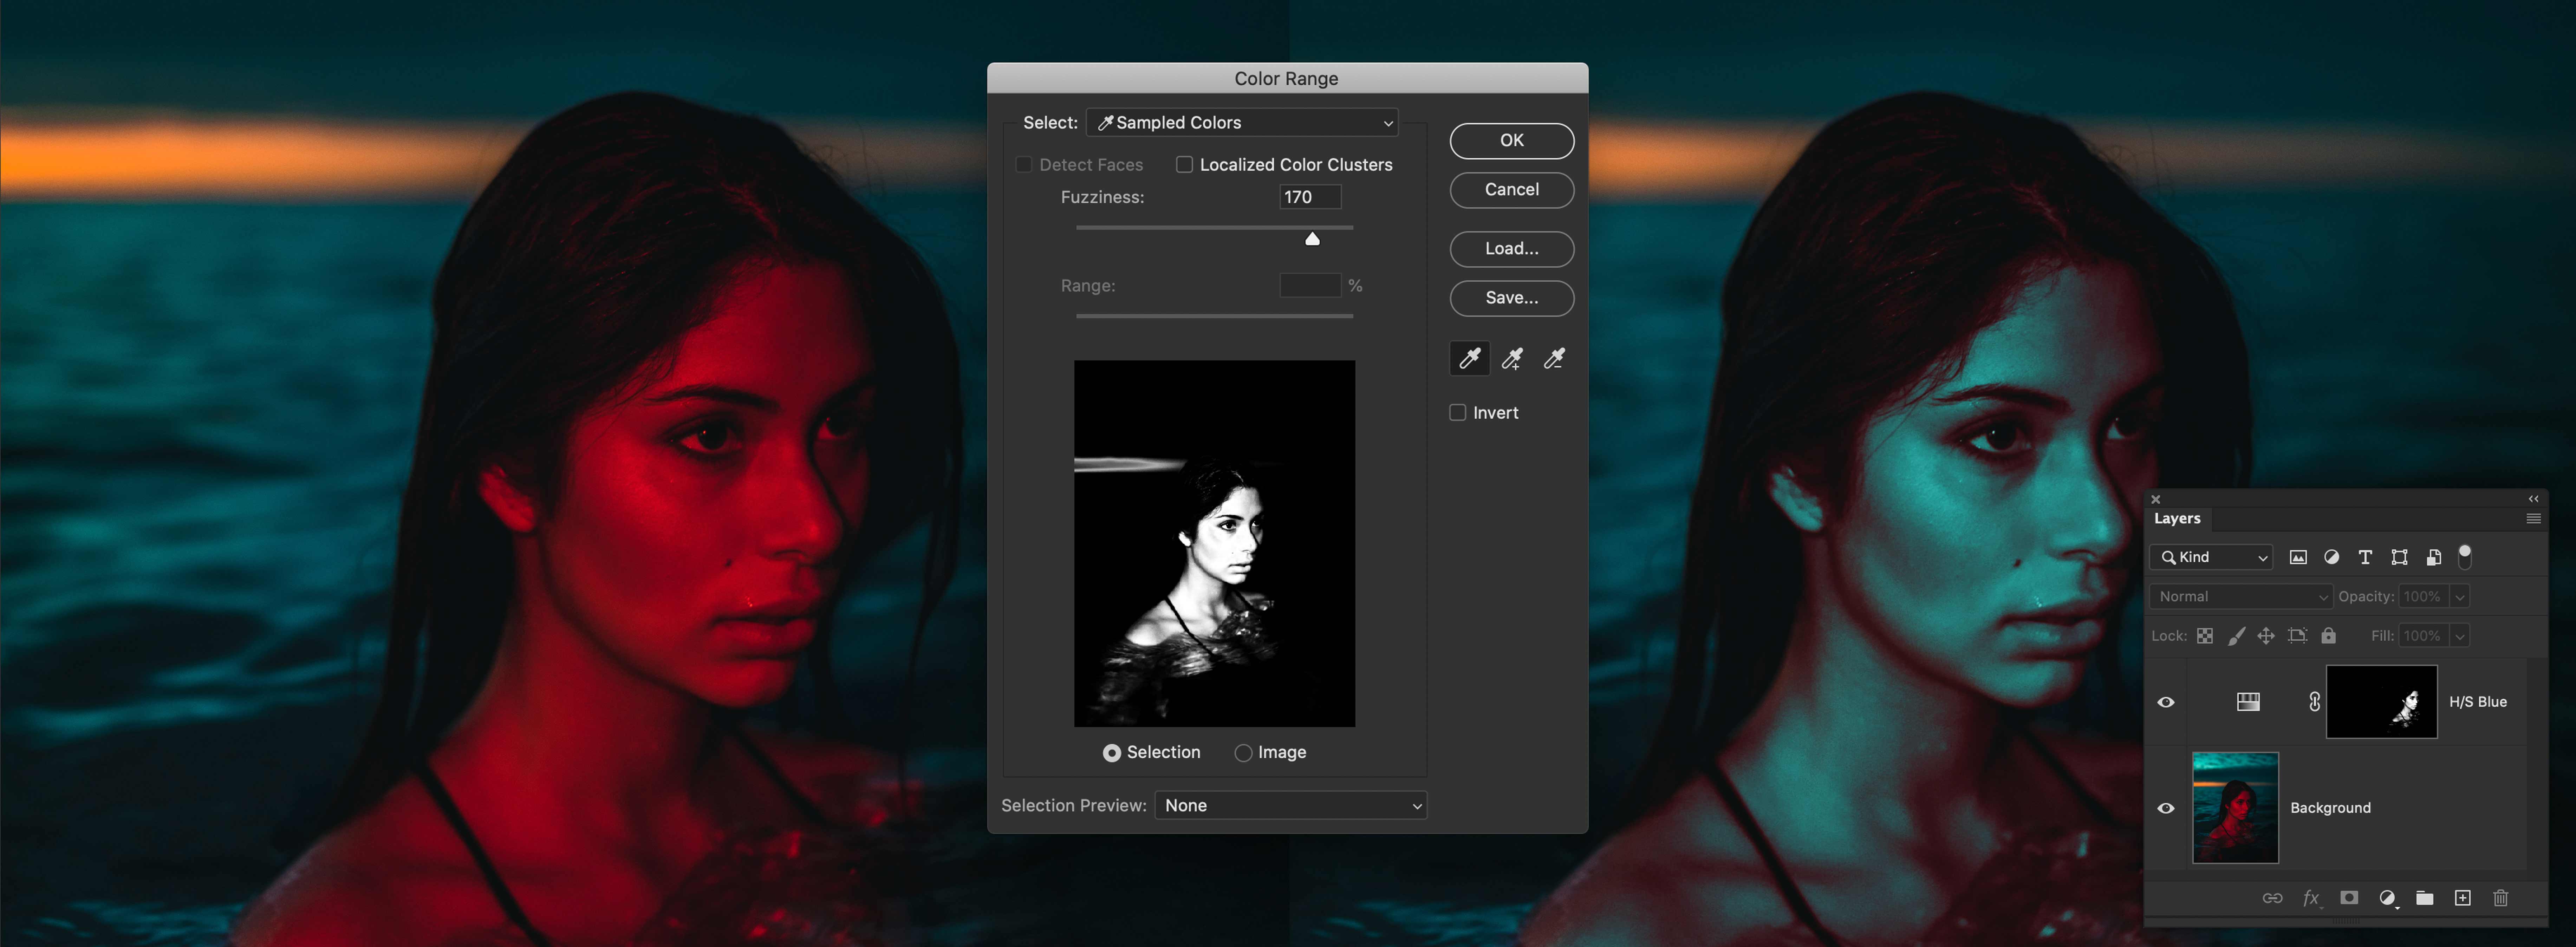 Color Range
Select: Sampled Colors
Detect Faces Localized Color Clusters
Fuzziness: 170
Range: %
Selection Image
Selection Preview: None
OK
Cancel
Load...
Save...
Invert
Layers
Kind
Normal Opacity: 100%
Lock: Fill: 100%
H/S Blue
Background
fx